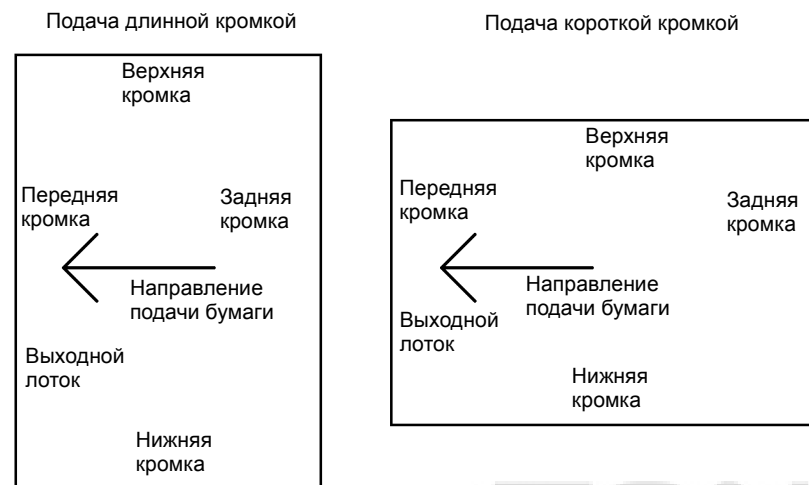 Подача длинной кромкой
Верхняя
кромка
Передняя
кромка
Задняя
кромка
Направление
подачи бумаги
Выходной
лоток
Нижняя
кромка
Подача короткой кромкой
Верхняя
кромка
Передняя
кромка
Задняя
кромка
Направление
подачи бумаги
Выходной
лоток
Нижняя
кромка